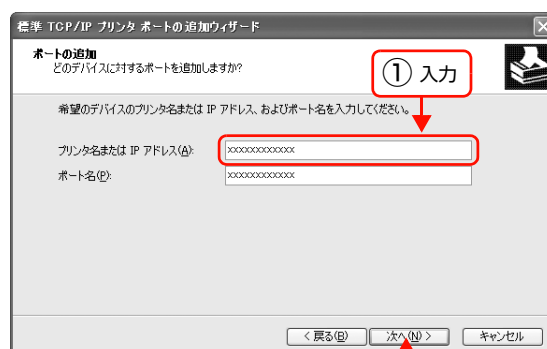 標準 TCP/IP プリンタ ポートの追加ウィザード
ポートの追加
どのデバイスに対するポートを追加しますか?
① 入力
希望のデバイスのプリンタ名または IP アドレス、およびポート名を入力してください。
プリンタ名または IP アドレス(A):
xxxxxxxxxxxx
ポート名(P):
xxxxxxxxxxxx
< 戻る(B)
次へ(N) >
キャンセル